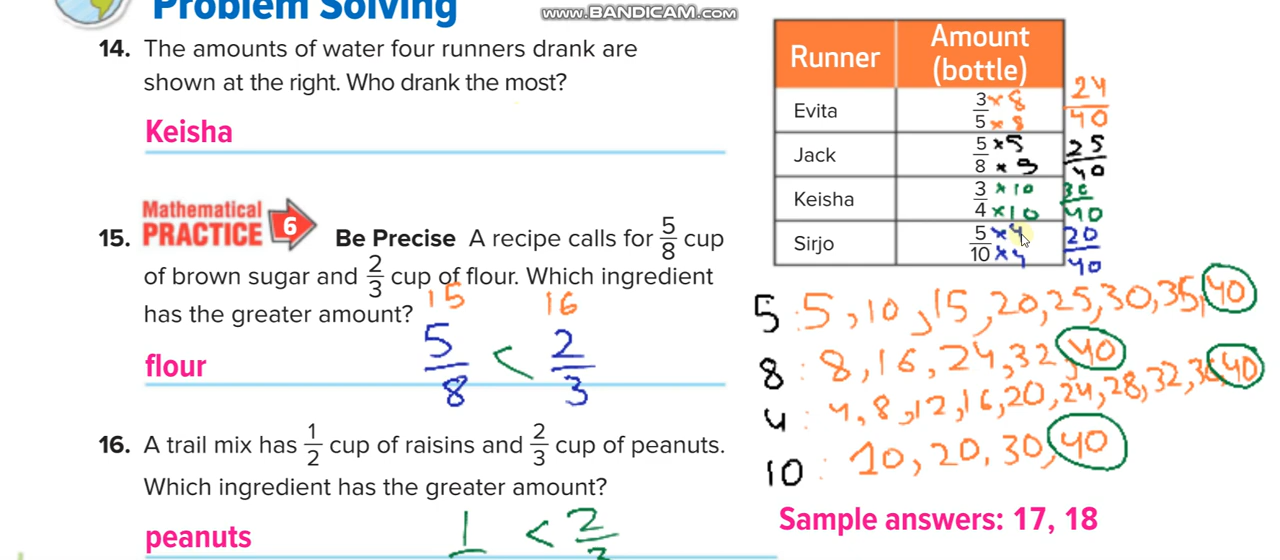 Problem Solving
www.BANDICAM.com
14. The amounts of water four runners drank are
shown at the right. Who drank the most?
Keisha
Runner Amount (bottle)
Evita 3/5 × 8 × 8 24/40
Jack 5/8 × 5 × 5 25/40
Keisha 3/4 × 10 × 10 30/40
Sirjo 5/10 × 4 × 4 20/40
Mathematical
PRACTICE 6
15. Be Precise A recipe calls for 5/8 cup
of brown sugar and 2/3 cup of flour. Which ingredient
has the greater amount?
15 16
5/8 < 2/3
flour
5 : 5, 10, 15, 20, 25, 30, 35, 40
8 : 8, 16, 24, 32, 40
4 : 4, 8, 12, 16, 20, 24, 28, 32, 36, 40
10 : 10, 20, 30, 40
16. A trail mix has 1/2 cup of raisins and 2/3 cup of peanuts.
Which ingredient has the greater amount?
peanuts
1 < 2/3
Sample answers: 17, 18